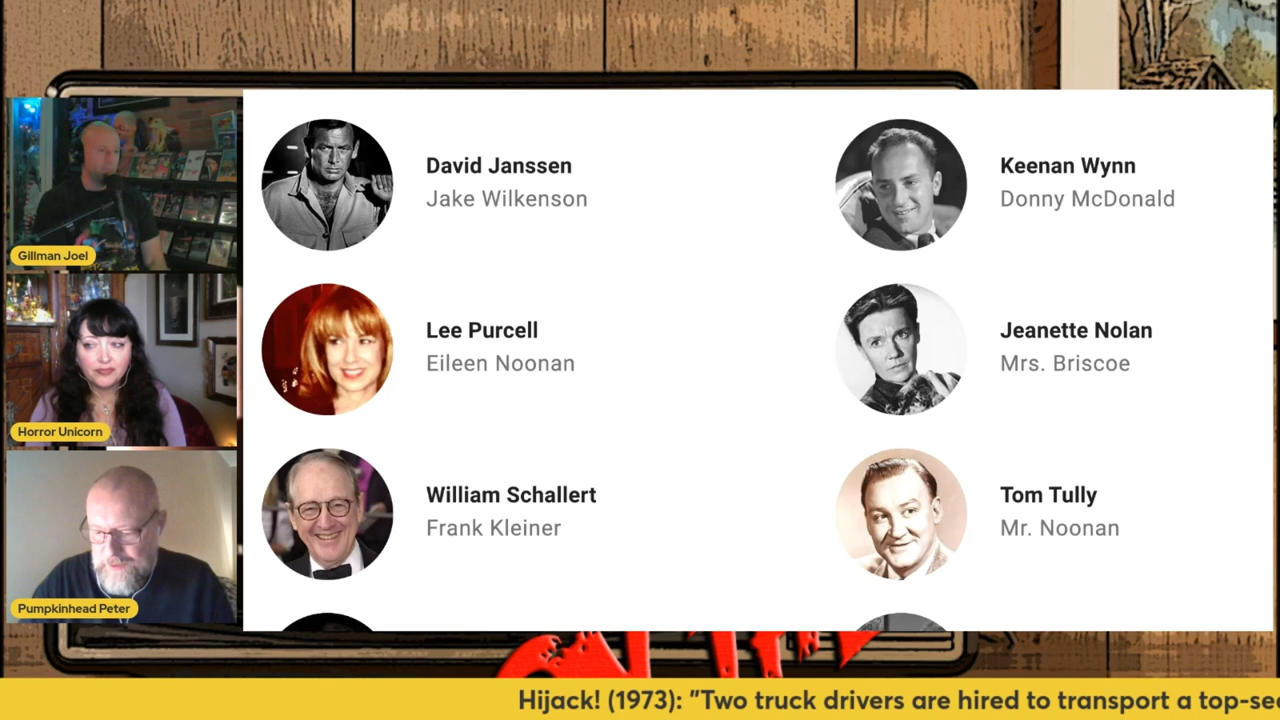 Gillman Joel
Horror Unicorn
Pumpkinhead Peter
David Janssen
Jake Wilkenson
Keenan Wynn
Donny McDonald
Lee Purcell
Eileen Noonan
Jeanette Nolan
Mrs. Briscoe
William Schallert
Frank Kleiner
Tom Tully
Mr. Noonan
Hijack! (1973): "Two truck drivers are hired to transport a top-sec